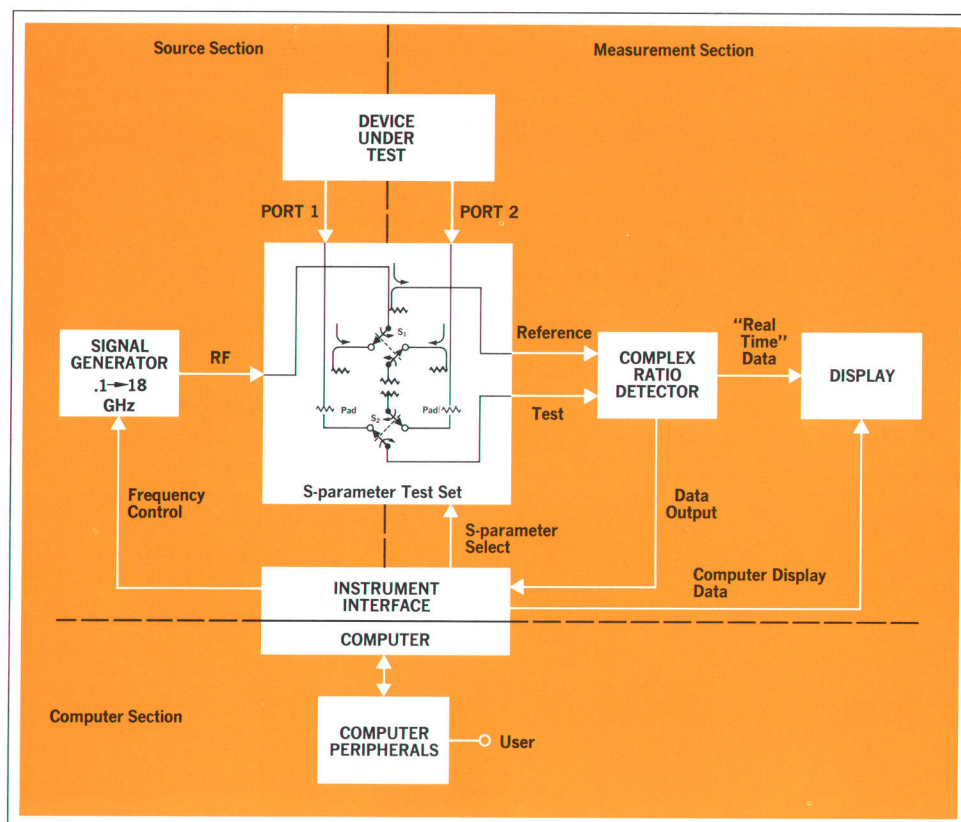 Source Section
Measurement Section
DEVICE
UNDER
TEST
PORT 1
PORT 2
SIGNAL
GENERATOR
.1→18
GHz
RF
S₁
Pad
S₂
Pad
S-parameter Test Set
Reference
Test
COMPLEX
RATIO
DETECTOR
"Real
Time"
Data
DISPLAY
Frequency
Control
S-parameter
Select
Data
Output
Computer Display
Data
INSTRUMENT
INTERFACE
COMPUTER
Computer Section
COMPUTER
PERIPHERALS
User